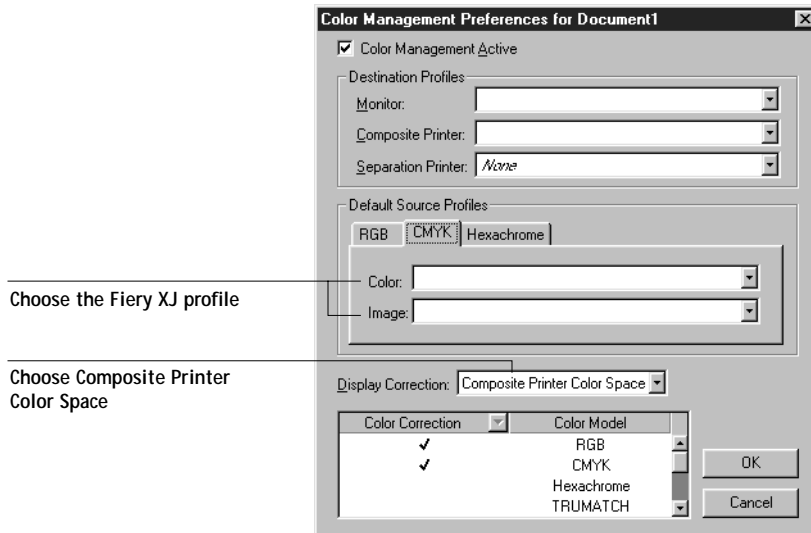 Color Management Preferences for Document1
Color Management Active
Destination Profiles
Monitor:
Composite Printer:
Separation Printer: None
Default Source Profiles
RGB CMYK Hexachrome
Color:
Image:
Choose the Fiery XJ profile
Choose Composite Printer
Color Space
Display Correction: Composite Printer Color Space
Color Correction Color Model
RGB
CMYK
Hexachrome
TRUMATCH
OK
Cancel